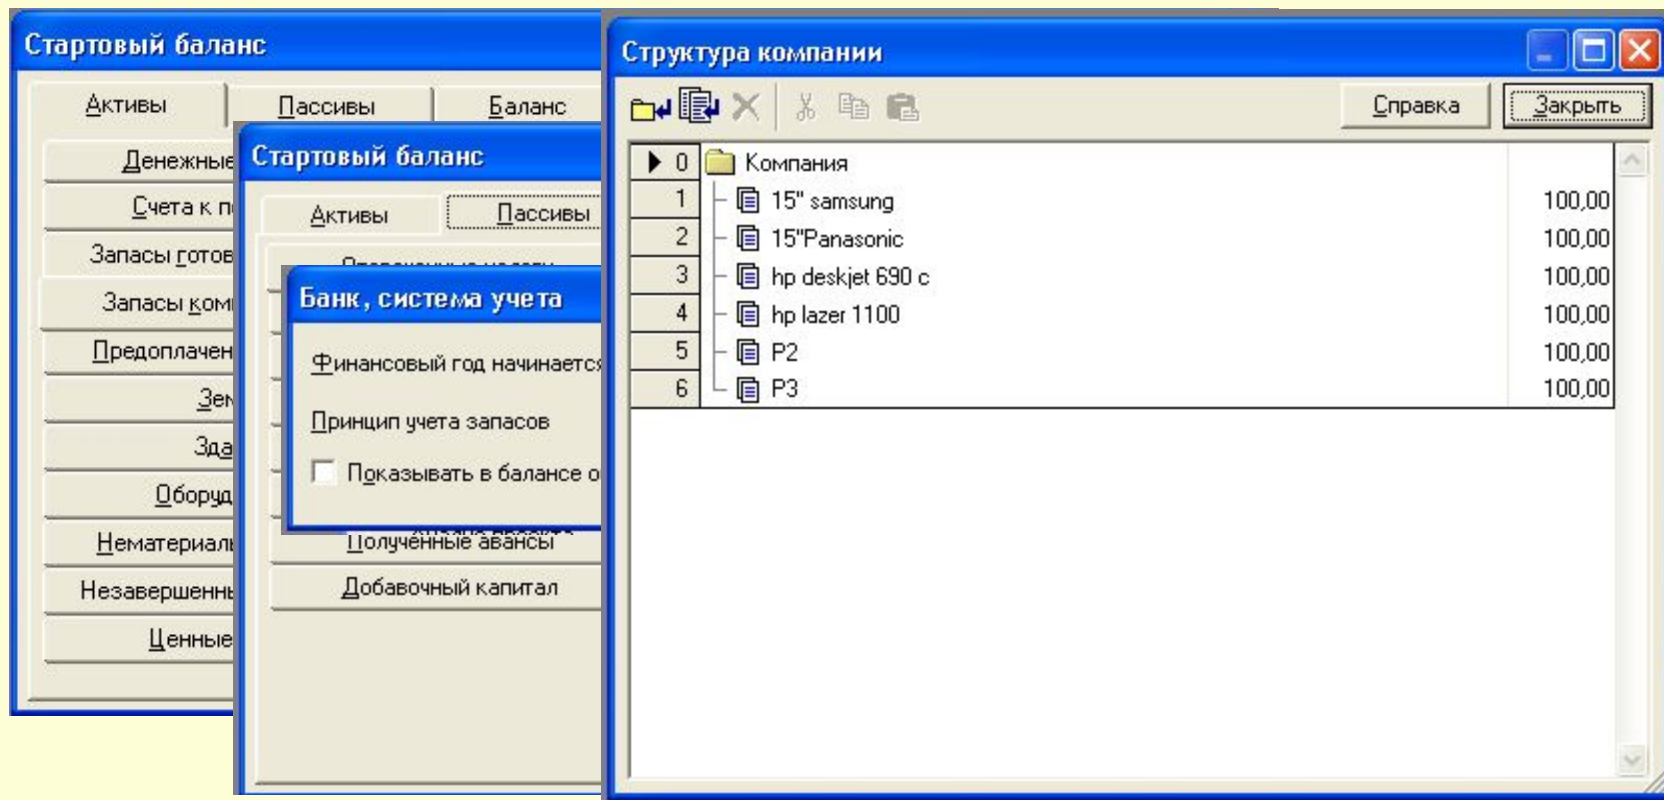 Стартовый баланс
Активы Пассивы Баланс
Денежные
Счета к
Запасы готов
Запасы ком
Предоплачен
Зда
Оборуд
Нематериаль
Незавершенн
Ценные
Стартовый баланс
Активы Пассивы
Полученные авансы
Добавочный капитал
Банк, система учета
Финансовый год начинается
Принцип учета запасов
Показывать в балансе о
Структура компании
Справка Закрыть
0 Компания
1 15" samsung 100,00
2 15"Panasonic 100,00
3 hp deskjet 690 c 100,00
4 hp lazer 1100 100,00
5 P2 100,00
6 P3 100,00